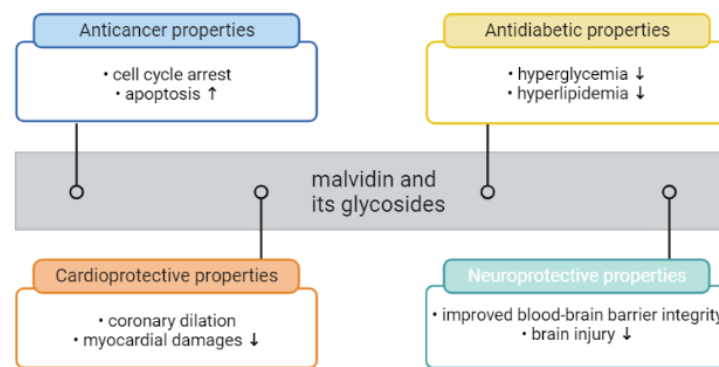 Anticancer properties
• cell cycle arrest
• apoptosis ↑
Antidiabetic properties
• hyperglycemia ↓
• hyperlipidemia ↓
malvidin and
its glycosides
Cardioprotective properties
• coronary dilation
• myocardial damages ↓
Neuroprotective properties
• improved blood-brain barrier integrity
• brain injury ↓